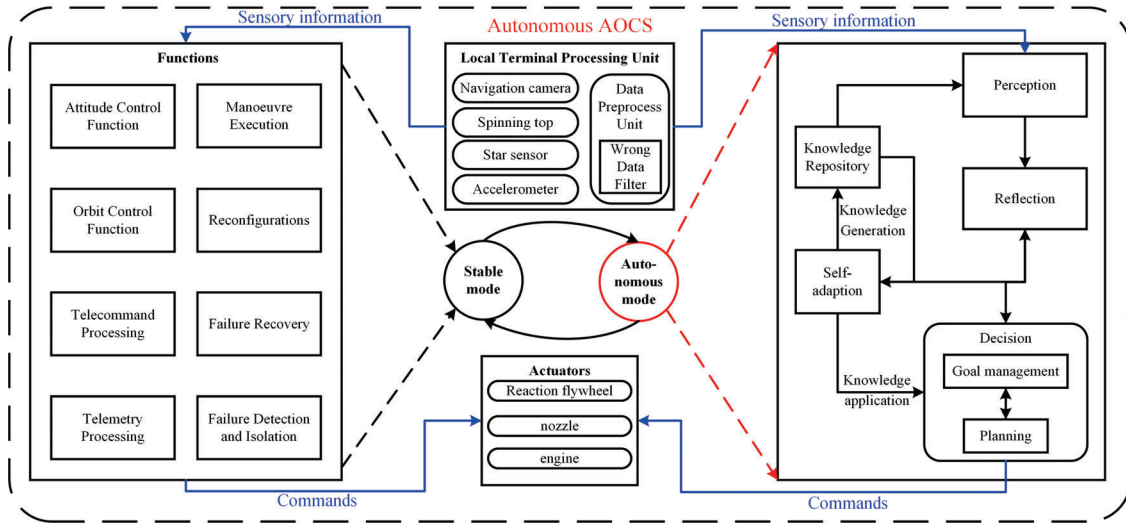 Sensory information
Autonomous AOCS
Sensory information
Functions
Attitude Control
Function
Manoeuvre
Execution
Orbit Control
Function
Reconfigurations
Telecommand
Processing
Failure Recovery
Telemetry
Processing
Failure Detection
and Isolation
Commands
Local Terminal Processing Unit
Navigation camera
Spinning top
Star sensor
Accelerometer
Data
Preprocess
Unit
Wrong
Data
Filter
Stable
mode
Auto-
nomous
mode
Actuators
Reaction flywheel
nozzle
engine
Perception
Knowledge
Repository
Reflection
Knowledge
Generation
Self-
adaption
Decision
Goal management
Knowledge
application
Planning
Commands